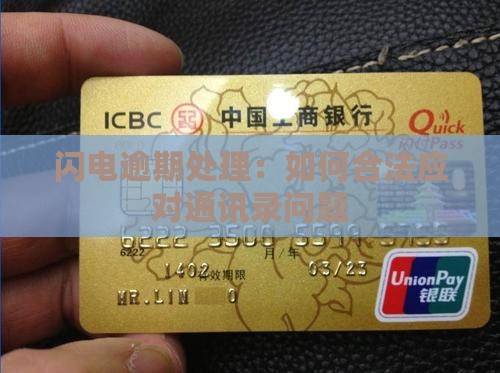 ICBC 中国工商银行
Quick
Pass
闪电逾期处理：如何合法应
对通讯录问题
6222
月/年
1402 有效期限 03/23
UnionPay
银联
MR.LIN 0